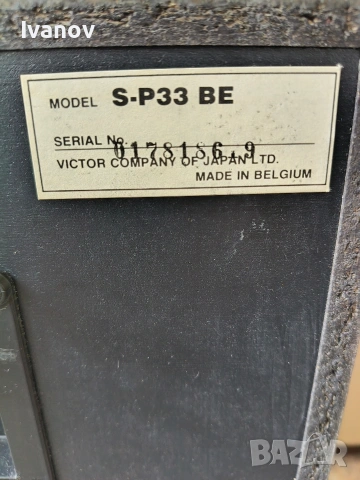 Ivanov
MODEL S-P33 BE
SERIAL No.
0178186.9
VICTOR COMPANY OF JAPAN LTD.
MADE IN BELGIUM
BAZAR